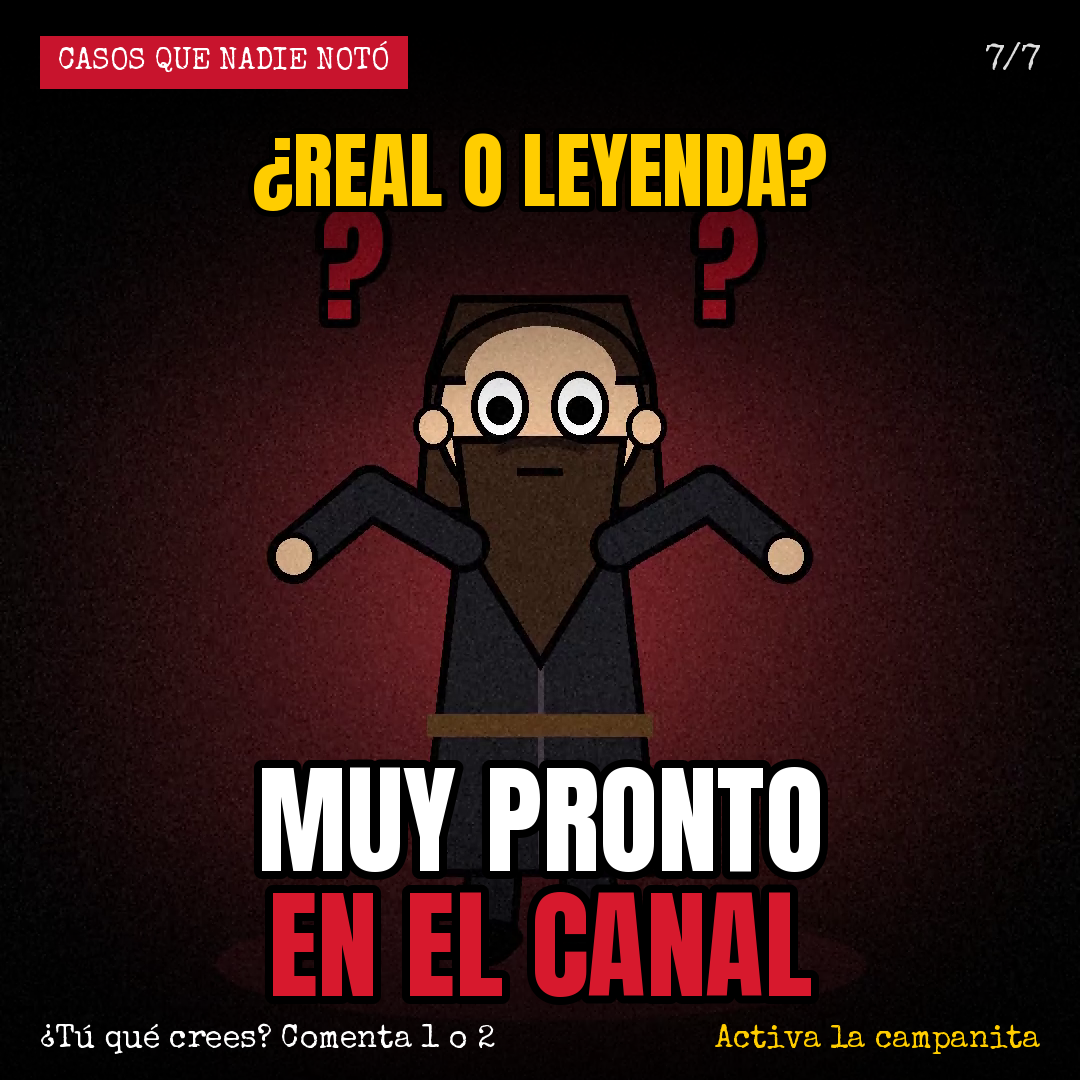 CASOS QUE NADIE NOTÓ
7/7
¿REAL O LEYENDA?
? ?
MUY PRONTO
EN EL CANAL
¿Tú qué crees? Comenta 1 o 2
Activa la campanita